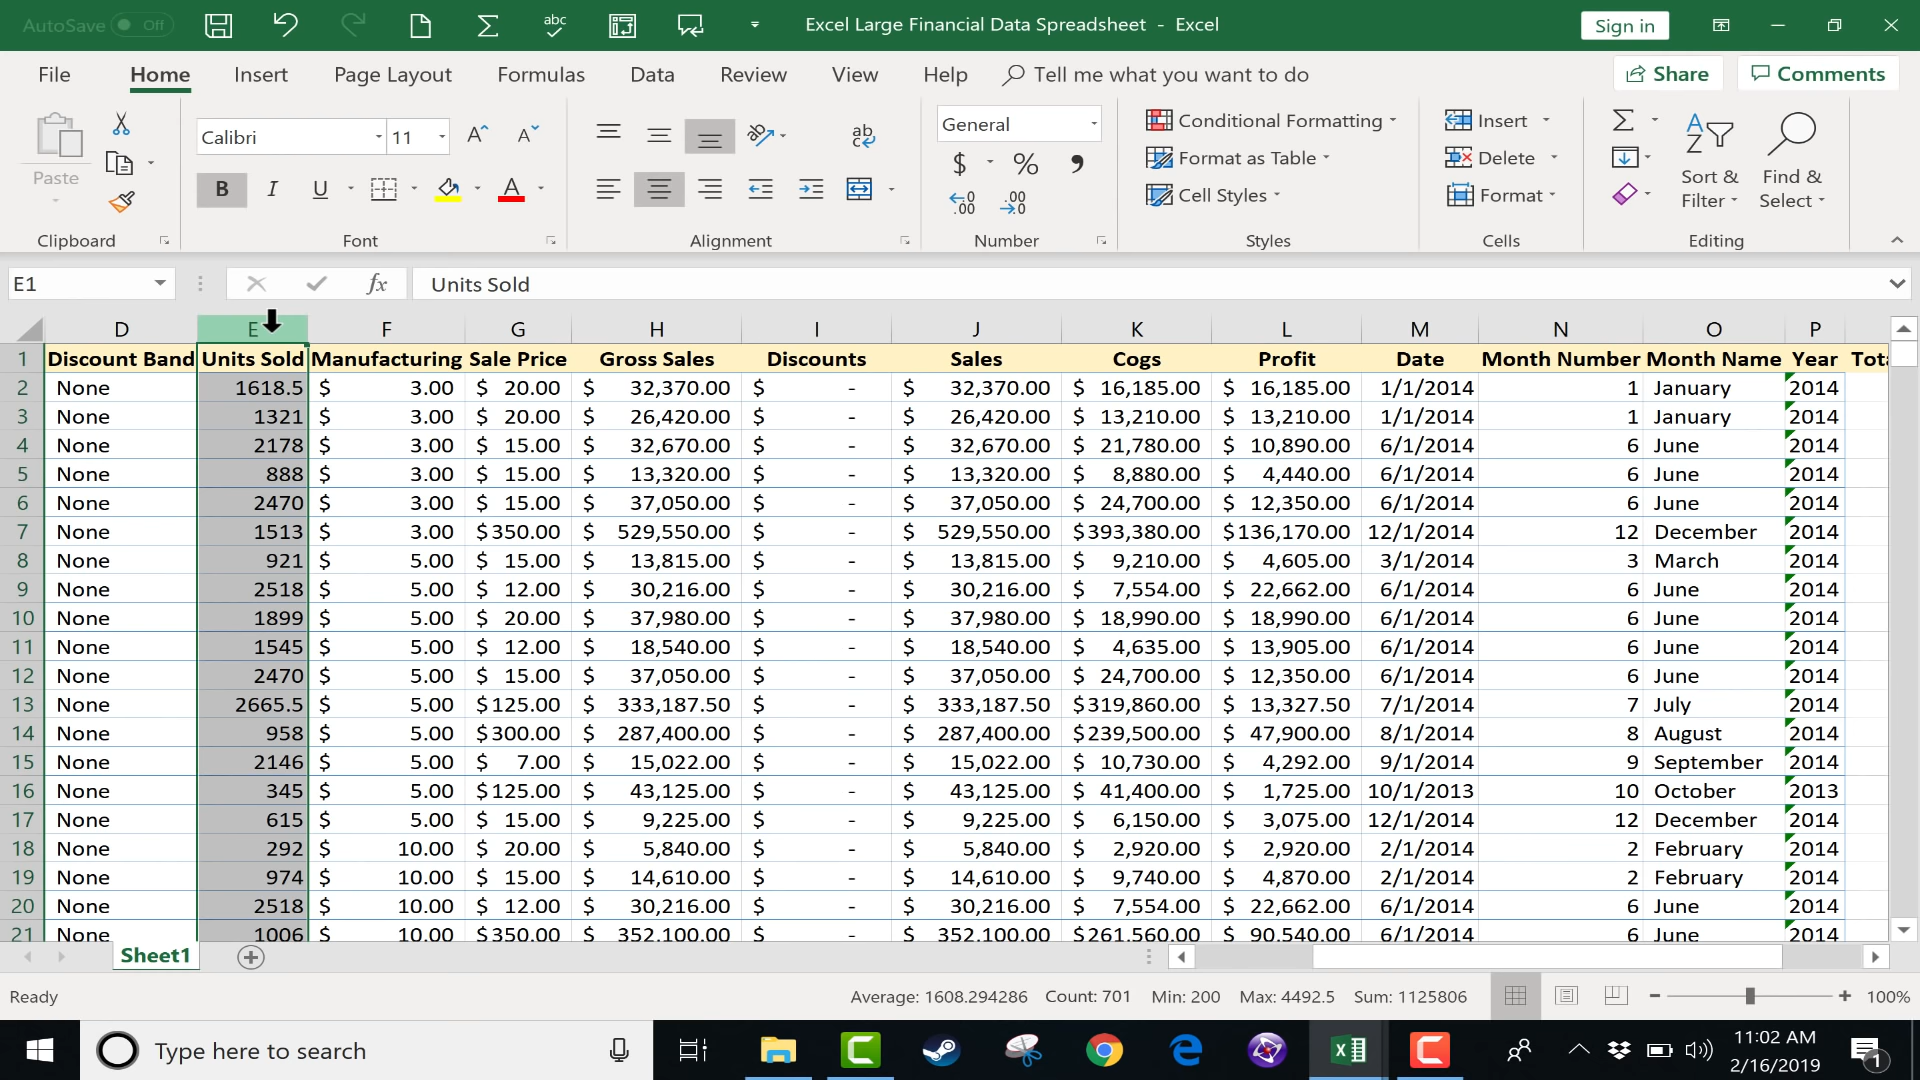 AutoSave Off
abc
Excel Large Financial Data Spreadsheet - Excel
Sign in
File Home Insert Page Layout Formulas Data Review View Help Tell me what you want to do
Share Comments
Paste
Calibri 11 A A
B I U A
ab
General
$ % ,
Conditional Formatting
Format as Table
Cell Styles
Insert
Delete
Format
Sort & Filter
Find & Select
Clipboard Font Alignment Number Styles Cells Editing
E1 fx Units Sold
D E F G H I J K L M N O P
1 Discount Band Units Sold Manufacturing Sale Price Gross Sales Discounts Sales Cogs Profit Date Month Number Month Name Year Tot
2 None 1618.5 $ 3.00 $ 20.00 $ 32,370.00 $ - $ 32,370.00 $ 16,185.00 $ 16,185.00 1/1/2014 1 January 2014
3 None 1321 $ 3.00 $ 20.00 $ 26,420.00 $ - $ 26,420.00 $ 13,210.00 $ 13,210.00 1/1/2014 1 January 2014
4 None 2178 $ 3.00 $ 15.00 $ 32,670.00 $ - $ 32,670.00 $ 21,780.00 $ 10,890.00 6/1/2014 6 June 2014
5 None 888 $ 3.00 $ 15.00 $ 13,320.00 $ - $ 13,320.00 $ 8,880.00 $ 4,440.00 6/1/2014 6 June 2014
6 None 2470 $ 3.00 $ 15.00 $ 37,050.00 $ - $ 37,050.00 $ 24,700.00 $ 12,350.00 6/1/2014 6 June 2014
7 None 1513 $ 3.00 $350.00 $ 529,550.00 $ - $ 529,550.00 $393,380.00 $136,170.00 12/1/2014 12 December 2014
8 None 921 $ 5.00 $ 15.00 $ 13,815.00 $ - $ 13,815.00 $ 9,210.00 $ 4,605.00 3/1/2014 3 March 2014
9 None 2518 $ 5.00 $ 12.00 $ 30,216.00 $ - $ 30,216.00 $ 7,554.00 $ 22,662.00 6/1/2014 6 June 2014
10 None 1899 $ 5.00 $ 20.00 $ 37,980.00 $ - $ 37,980.00 $ 18,990.00 $ 18,990.00 6/1/2014 6 June 2014
11 None 1545 $ 5.00 $ 12.00 $ 18,540.00 $ - $ 18,540.00 $ 4,635.00 $ 13,905.00 6/1/2014 6 June 2014
12 None 2470 $ 5.00 $ 15.00 $ 37,050.00 $ - $ 37,050.00 $ 24,700.00 $ 12,350.00 6/1/2014 6 June 2014
13 None 2665.5 $ 5.00 $125.00 $ 333,187.50 $ - $ 333,187.50 $319,860.00 $ 13,327.50 7/1/2014 7 July 2014
14 None 958 $ 5.00 $300.00 $ 287,400.00 $ - $ 287,400.00 $239,500.00 $ 47,900.00 8/1/2014 8 August 2014
15 None 2146 $ 5.00 $ 7.00 $ 15,022.00 $ - $ 15,022.00 $ 10,730.00 $ 4,292.00 9/1/2014 9 September 2014
16 None 345 $ 5.00 $125.00 $ 43,125.00 $ - $ 43,125.00 $ 41,400.00 $ 1,725.00 10/1/2013 10 October 2013
17 None 615 $ 5.00 $ 15.00 $ 9,225.00 $ - $ 9,225.00 $ 6,150.00 $ 3,075.00 12/1/2014 12 December 2014
18 None 292 $ 10.00 $ 20.00 $ 5,840.00 $ - $ 5,840.00 $ 2,920.00 $ 2,920.00 2/1/2014 2 February 2014
19 None 974 $ 10.00 $ 15.00 $ 14,610.00 $ - $ 14,610.00 $ 9,740.00 $ 4,870.00 2/1/2014 2 February 2014
20 None 2518 $ 10.00 $ 12.00 $ 30,216.00 $ - $ 30,216.00 $ 7,554.00 $ 22,662.00 6/1/2014 6 June 2014
21 None 1006 $ 10.00 $350.00 $ 352,100.00 $ - $ 352,100.00 $261,560.00 $ 90,540.00 6/1/2014 6 June 2014
Sheet1
Ready Average: 1608.294286 Count: 701 Min: 200 Max: 4492.5 Sum: 1125806 100%
Type here to search
11:02 AM
2/16/2019
1